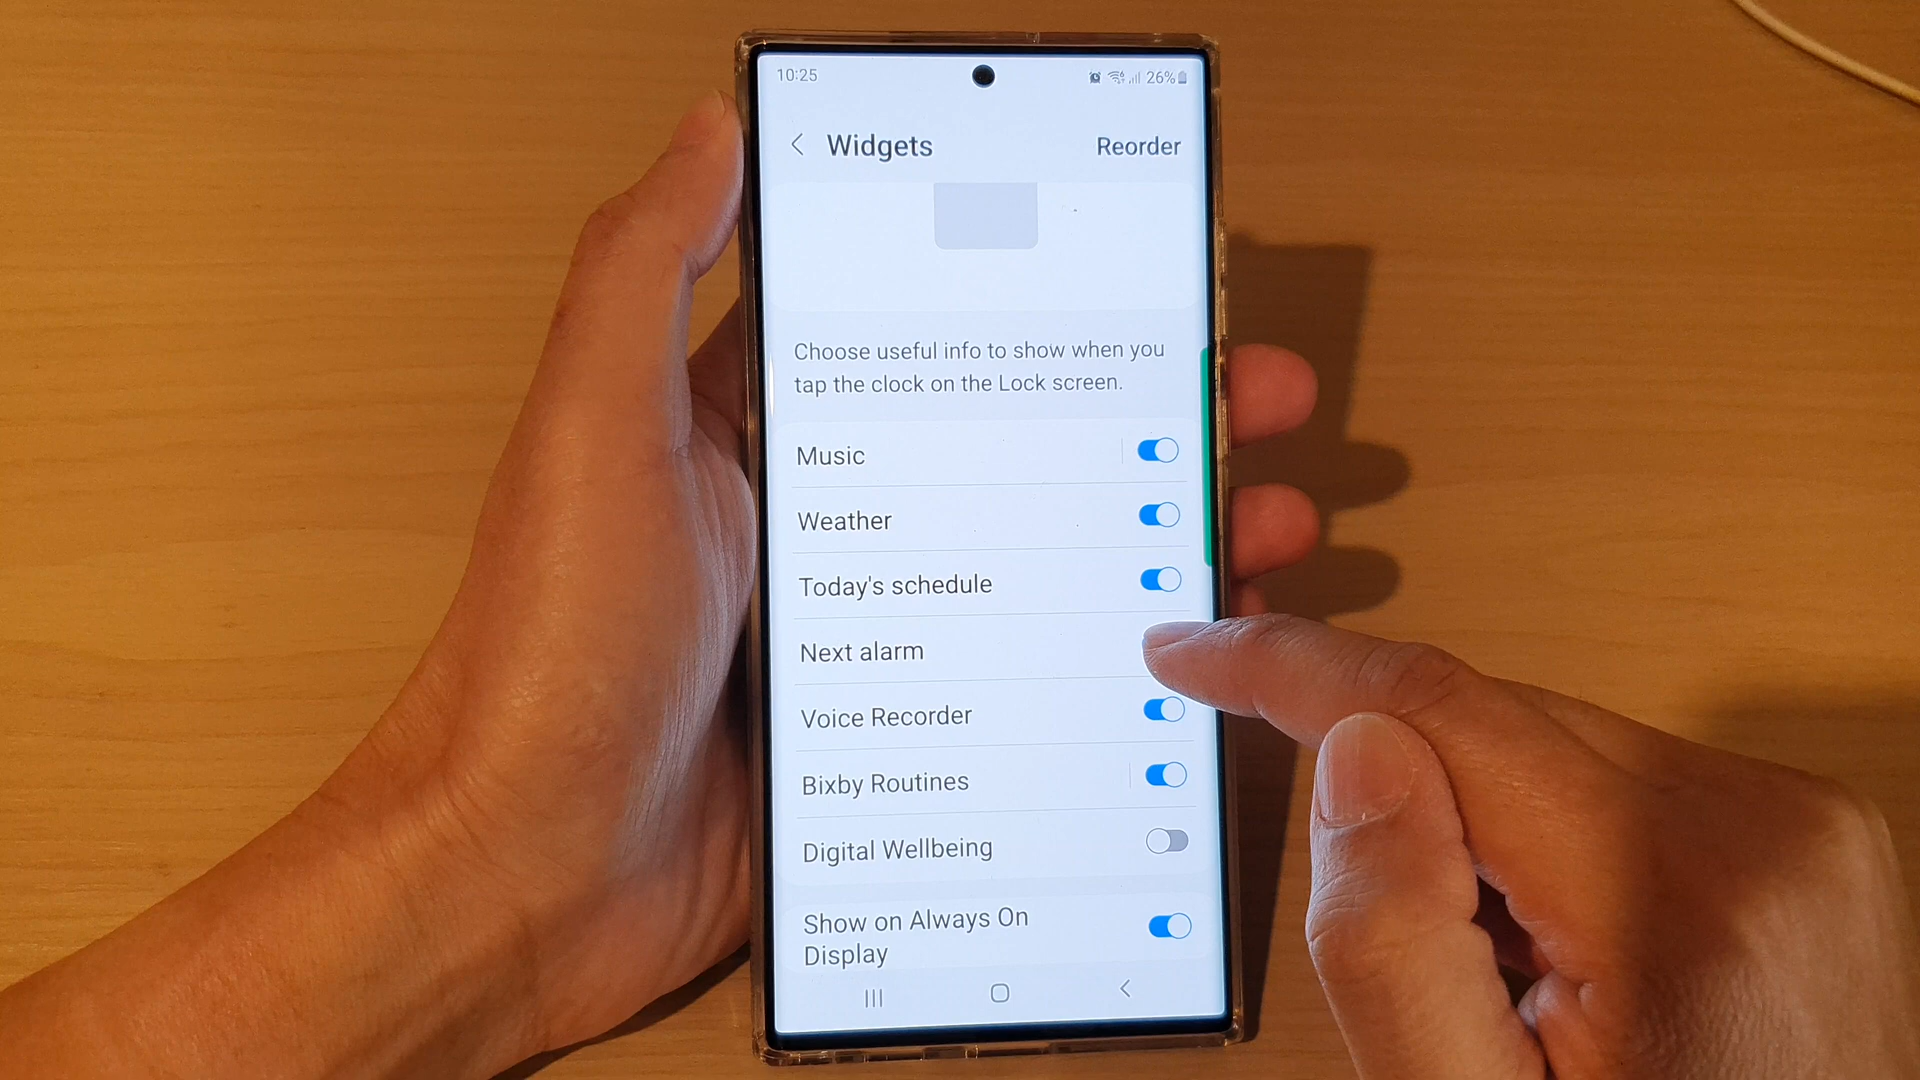 10:25
26%
Widgets
Reorder
Choose useful info to show when you
tap the clock on the Lock screen.
Music
Weather
Today's schedule
Next alarm
Voice Recorder
Bixby Routines
Digital Wellbeing
Show on Always On
Display